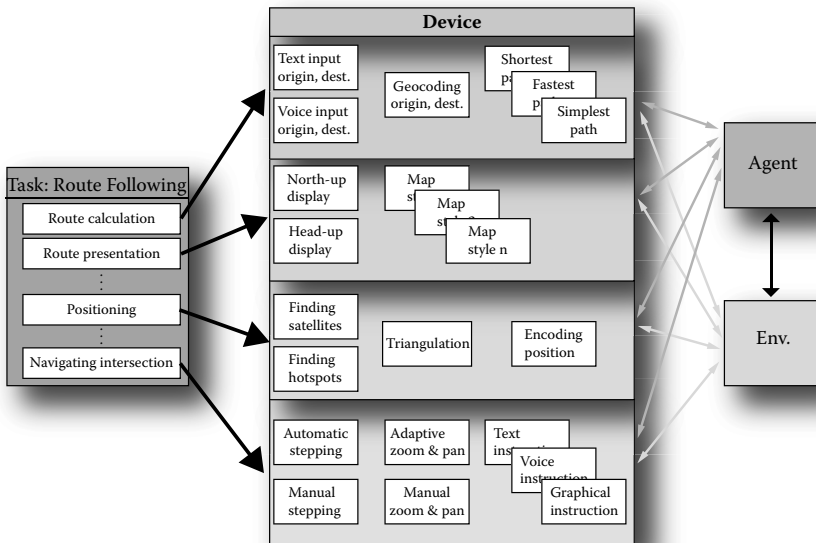 Device
Text input
origin, dest.
Voice input
origin, dest.
Geocoding
origin, dest.
Shortest
Fastest
Simplest
path
Task: Route Following
Route calculation
Route presentation
Positioning
Navigating intersection
North-up
display
Head-up
display
Map
Map
Map
style n
Finding
satellites
Finding
hotspots
Triangulation
Encoding
position
Automatic
stepping
Manual
stepping
Adaptive
zoom & pan
Manual
zoom & pan
Text
Voice
Graphical
instruction
Agent
Env.